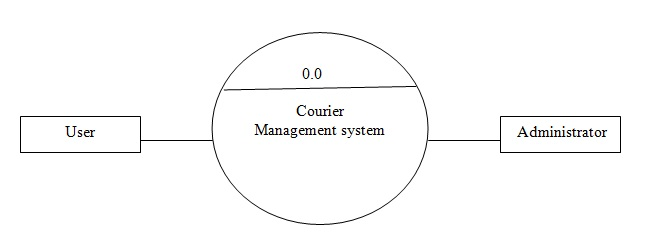 0.0
Courier
Management system
User
Administrator